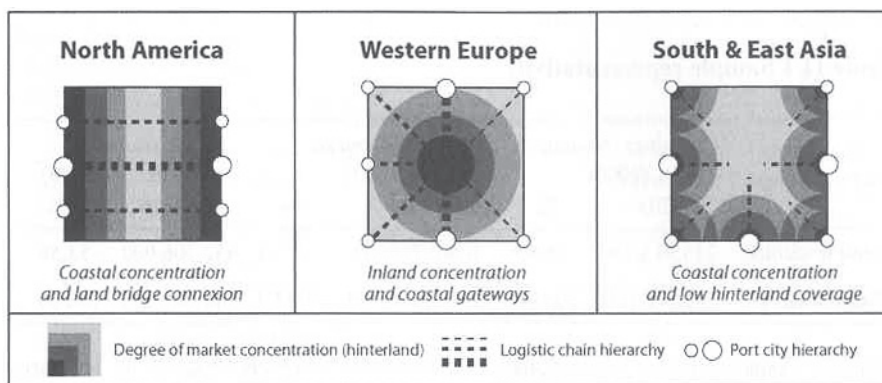 North America
Western Europe
South & East Asia
Coastal concentration
and land bridge connexion
Inland concentration
and coastal gateways
Coastal concentration
and low hinterland coverage
Degree of market concentration (hinterland)
Logistic chain hierarchy
Port city hierarchy